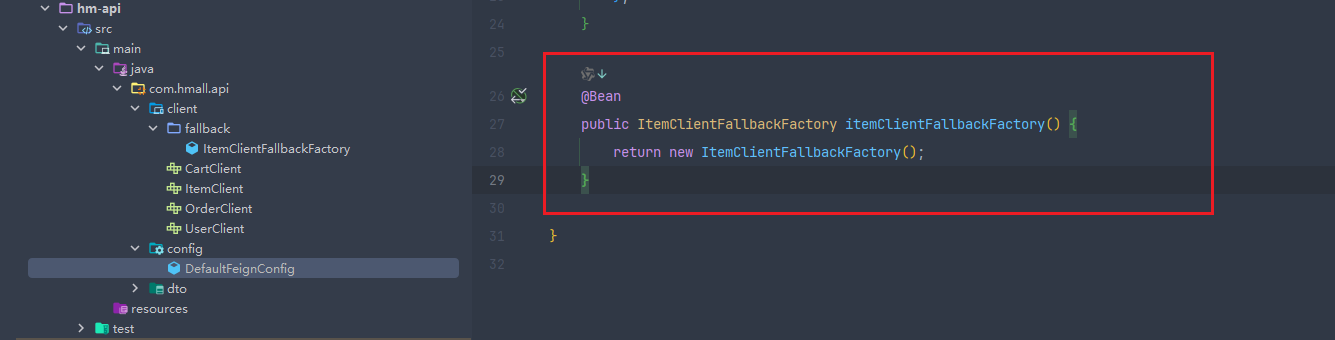 hm-api
src
main
java
com.hmall.api
client
fallback
ItemClientFallbackFactory
CartClient
ItemClient
OrderClient
UserClient
config
DefaultFeignConfig
dto
resources
test
24 }
25
26 @Bean
27 public ItemClientFallbackFactory itemClientFallbackFactory() {
28 return new ItemClientFallbackFactory();
29 }
30
31 }
32